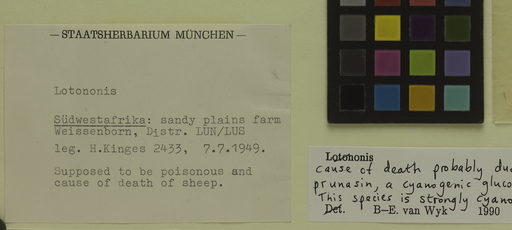 — STAATSHERBARIUM MÜNCHEN —
Lotononis
Südwestafrika: sandy plains farm
Weissenborn, Distr. LUN/LUS
leg. H.Kinges 2433, 7.7.1949.
Supposed to be poisonous and
cause of death of sheep.
Lotononis
cause of death probably due
prunasin, a cyanogenic gluco
This species is strongly cyano
Det. B—E. van Wyk 1990